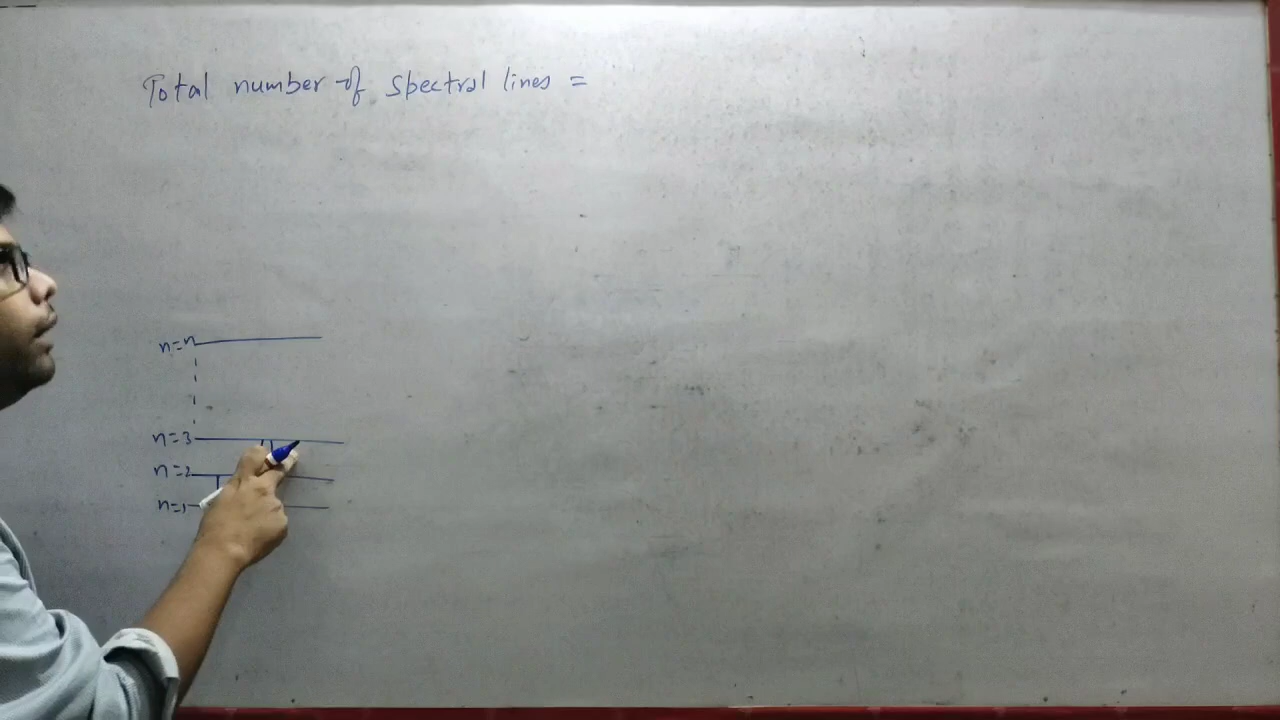 Total number of spectral lines =
n=n
n=3
n=2
n=1